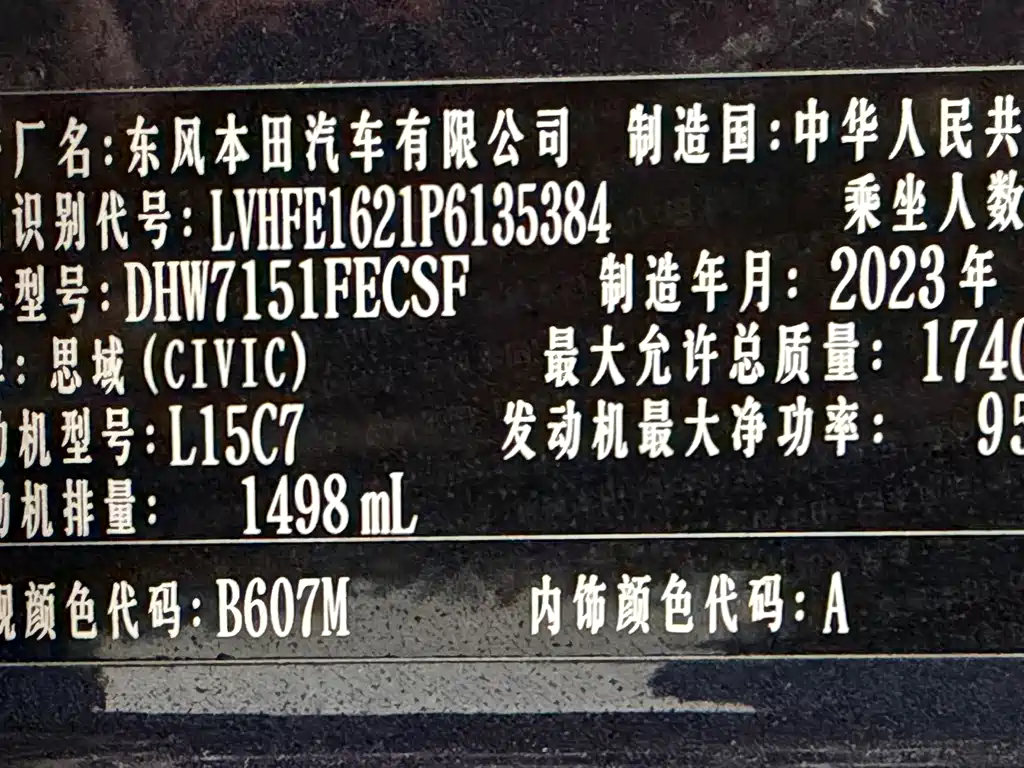 厂名:东风本田汽车有限公司 制造国:中华人民共
识别代号:LVHFE1621P6135384 乘坐人数
型号:DHW7151FECSF 制造年月:2023年
:思域(CIVIC) 最大允许总质量:1740
机型号:L15C7 发动机最大净功率:95
机排量:1498mL
颜色代码:B607M 内饰颜色代码:A